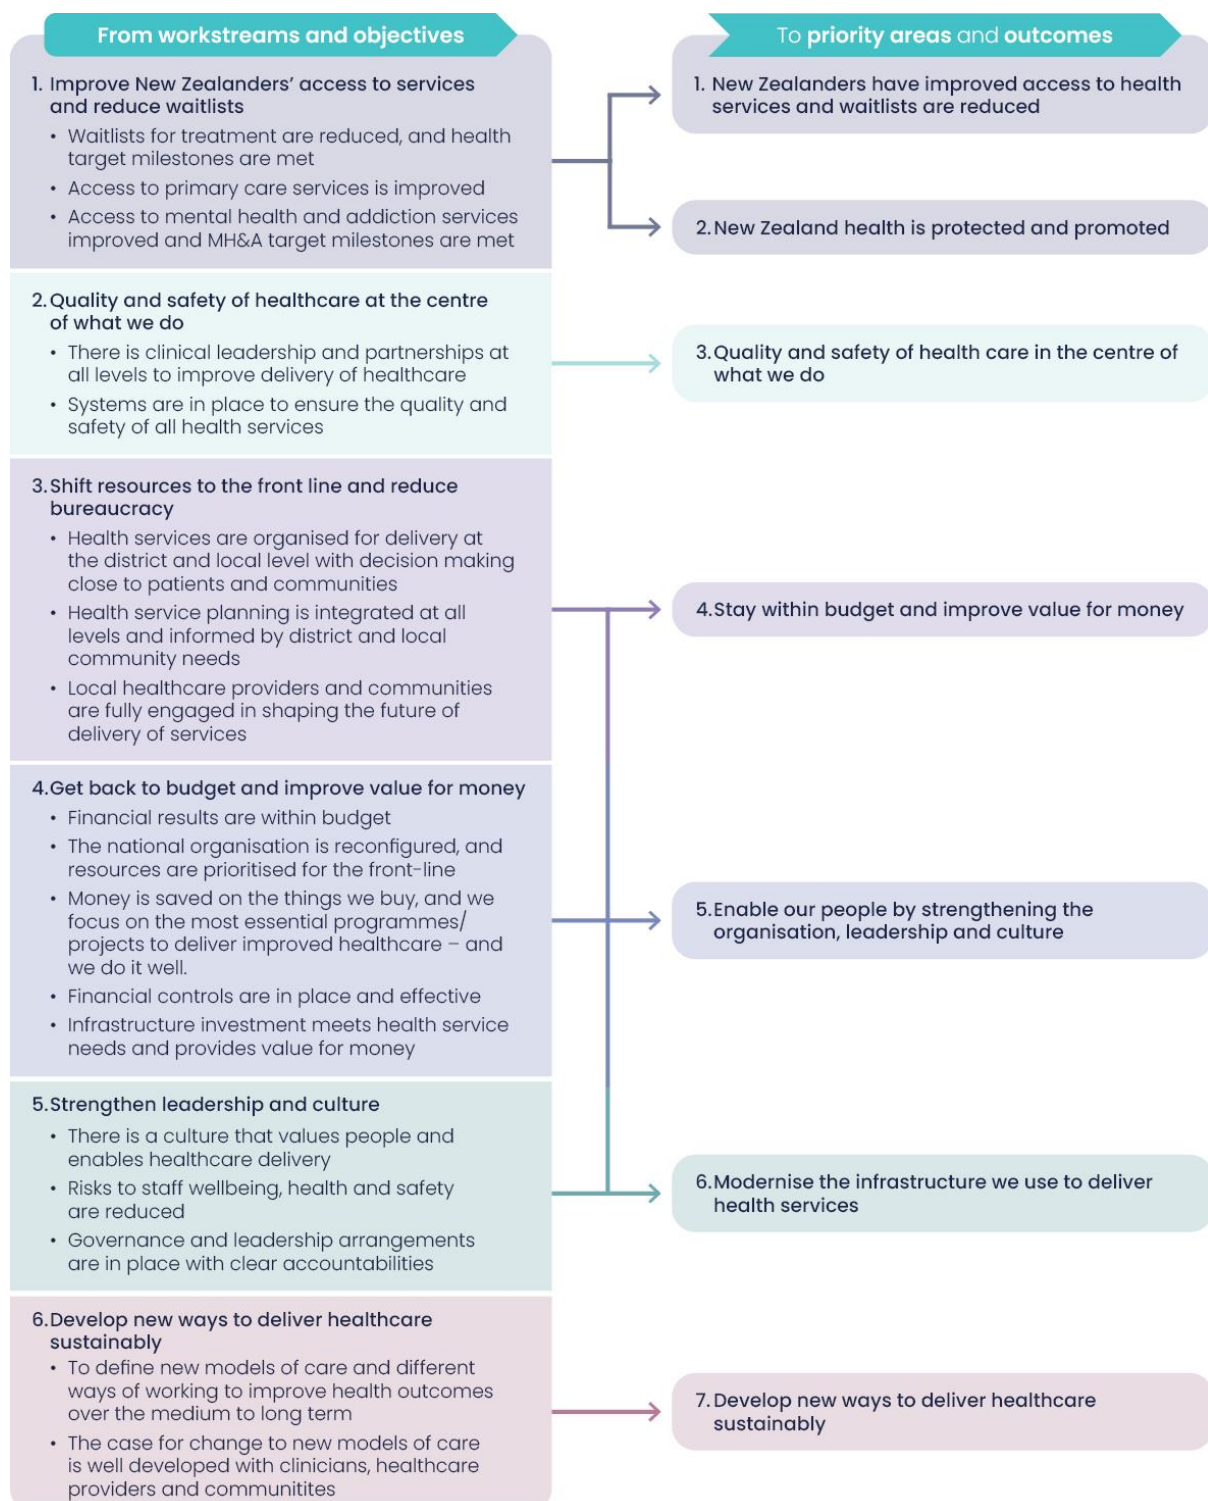 From workstreams and objectives
1. Improve New Zealanders' access to services
and reduce waitlists
• Waitlists for treatment are reduced, and health
target milestones are met
• Access to primary care services is improved
• Access to mental health and addiction services
improved and MH&A target milestones are met
2. Quality and safety of healthcare at the centre
of what we do
• There is clinical leadership and partnerships at
all levels to improve delivery of healthcare
• Systems are in place to ensure the quality and
safety of all health services
3. Shift resources to the front line and reduce
bureaucracy
• Health services are organised for delivery at
the district and local level with decision making
close to patients and communities
• Health service planning is integrated at all
levels and informed by district and local
community needs
• Local healthcare providers and communities
are fully engaged in shaping the future of
delivery of services
4. Get back to budget and improve value for money
• Financial results are within budget
• The national organisation is reconfigured, and
resources are prioritised for the front-line
• Money is saved on the things we buy, and we
focus on the most essential programmes/
projects to deliver improved healthcare – and
we do it well.
• Financial controls are in place and effective
• Infrastructure investment meets health service
needs and provides value for money
5. Strengthen leadership and culture
• There is a culture that values people and
enables healthcare delivery
• Risks to staff wellbeing, health and safety
are reduced
• Governance and leadership arrangements
are in place with clear accountabilities
6. Develop new ways to deliver healthcare
sustainably
• To define new models of care and different
ways of working to improve health outcomes
over the medium to long term
• The case for change to new models of care
is well developed with clinicians, healthcare
providers and communitites
To priority areas and outcomes
1. New Zealanders have improved access to health
services and waitlists are reduced
2. New Zealand health is protected and promoted
3. Quality and safety of health care in the centre of
what we do
4. Stay within budget and improve value for money
5. Enable our people by strengthening the
organisation, leadership and culture
6. Modernise the infrastructure we use to deliver
health services
7. Develop new ways to deliver healthcare
sustainably